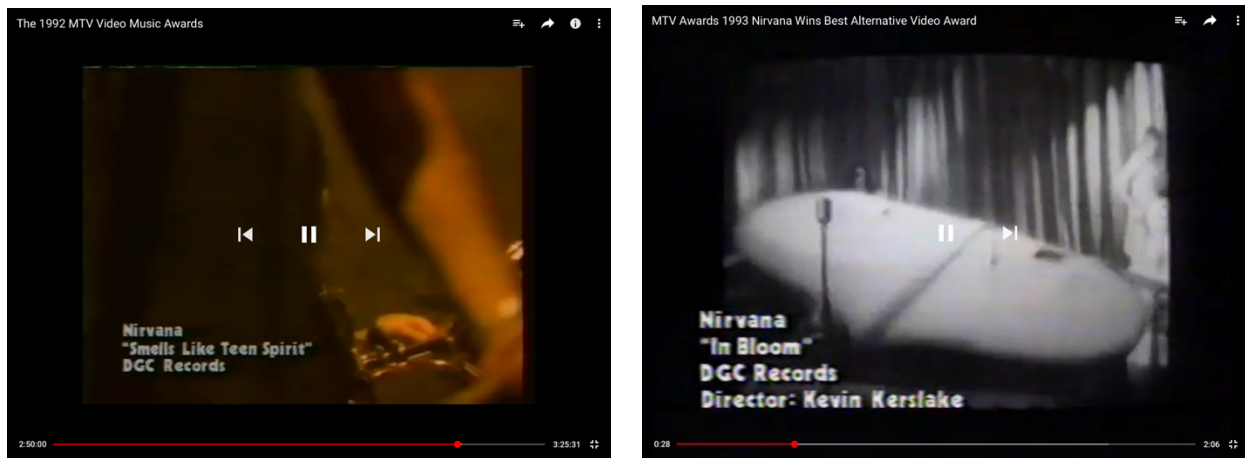 The 1992 MTV Video Music Awards
Nirvana
"Smells Like Teen Spirit"
DGC Records
2:50:00
3:25:31
MTV Awards 1993 Nirvana Wins Best Alternative Video Award
Nirvana
"In Bloom"
DGC Records
Director: Kevin Kerslake
0:28
2:06